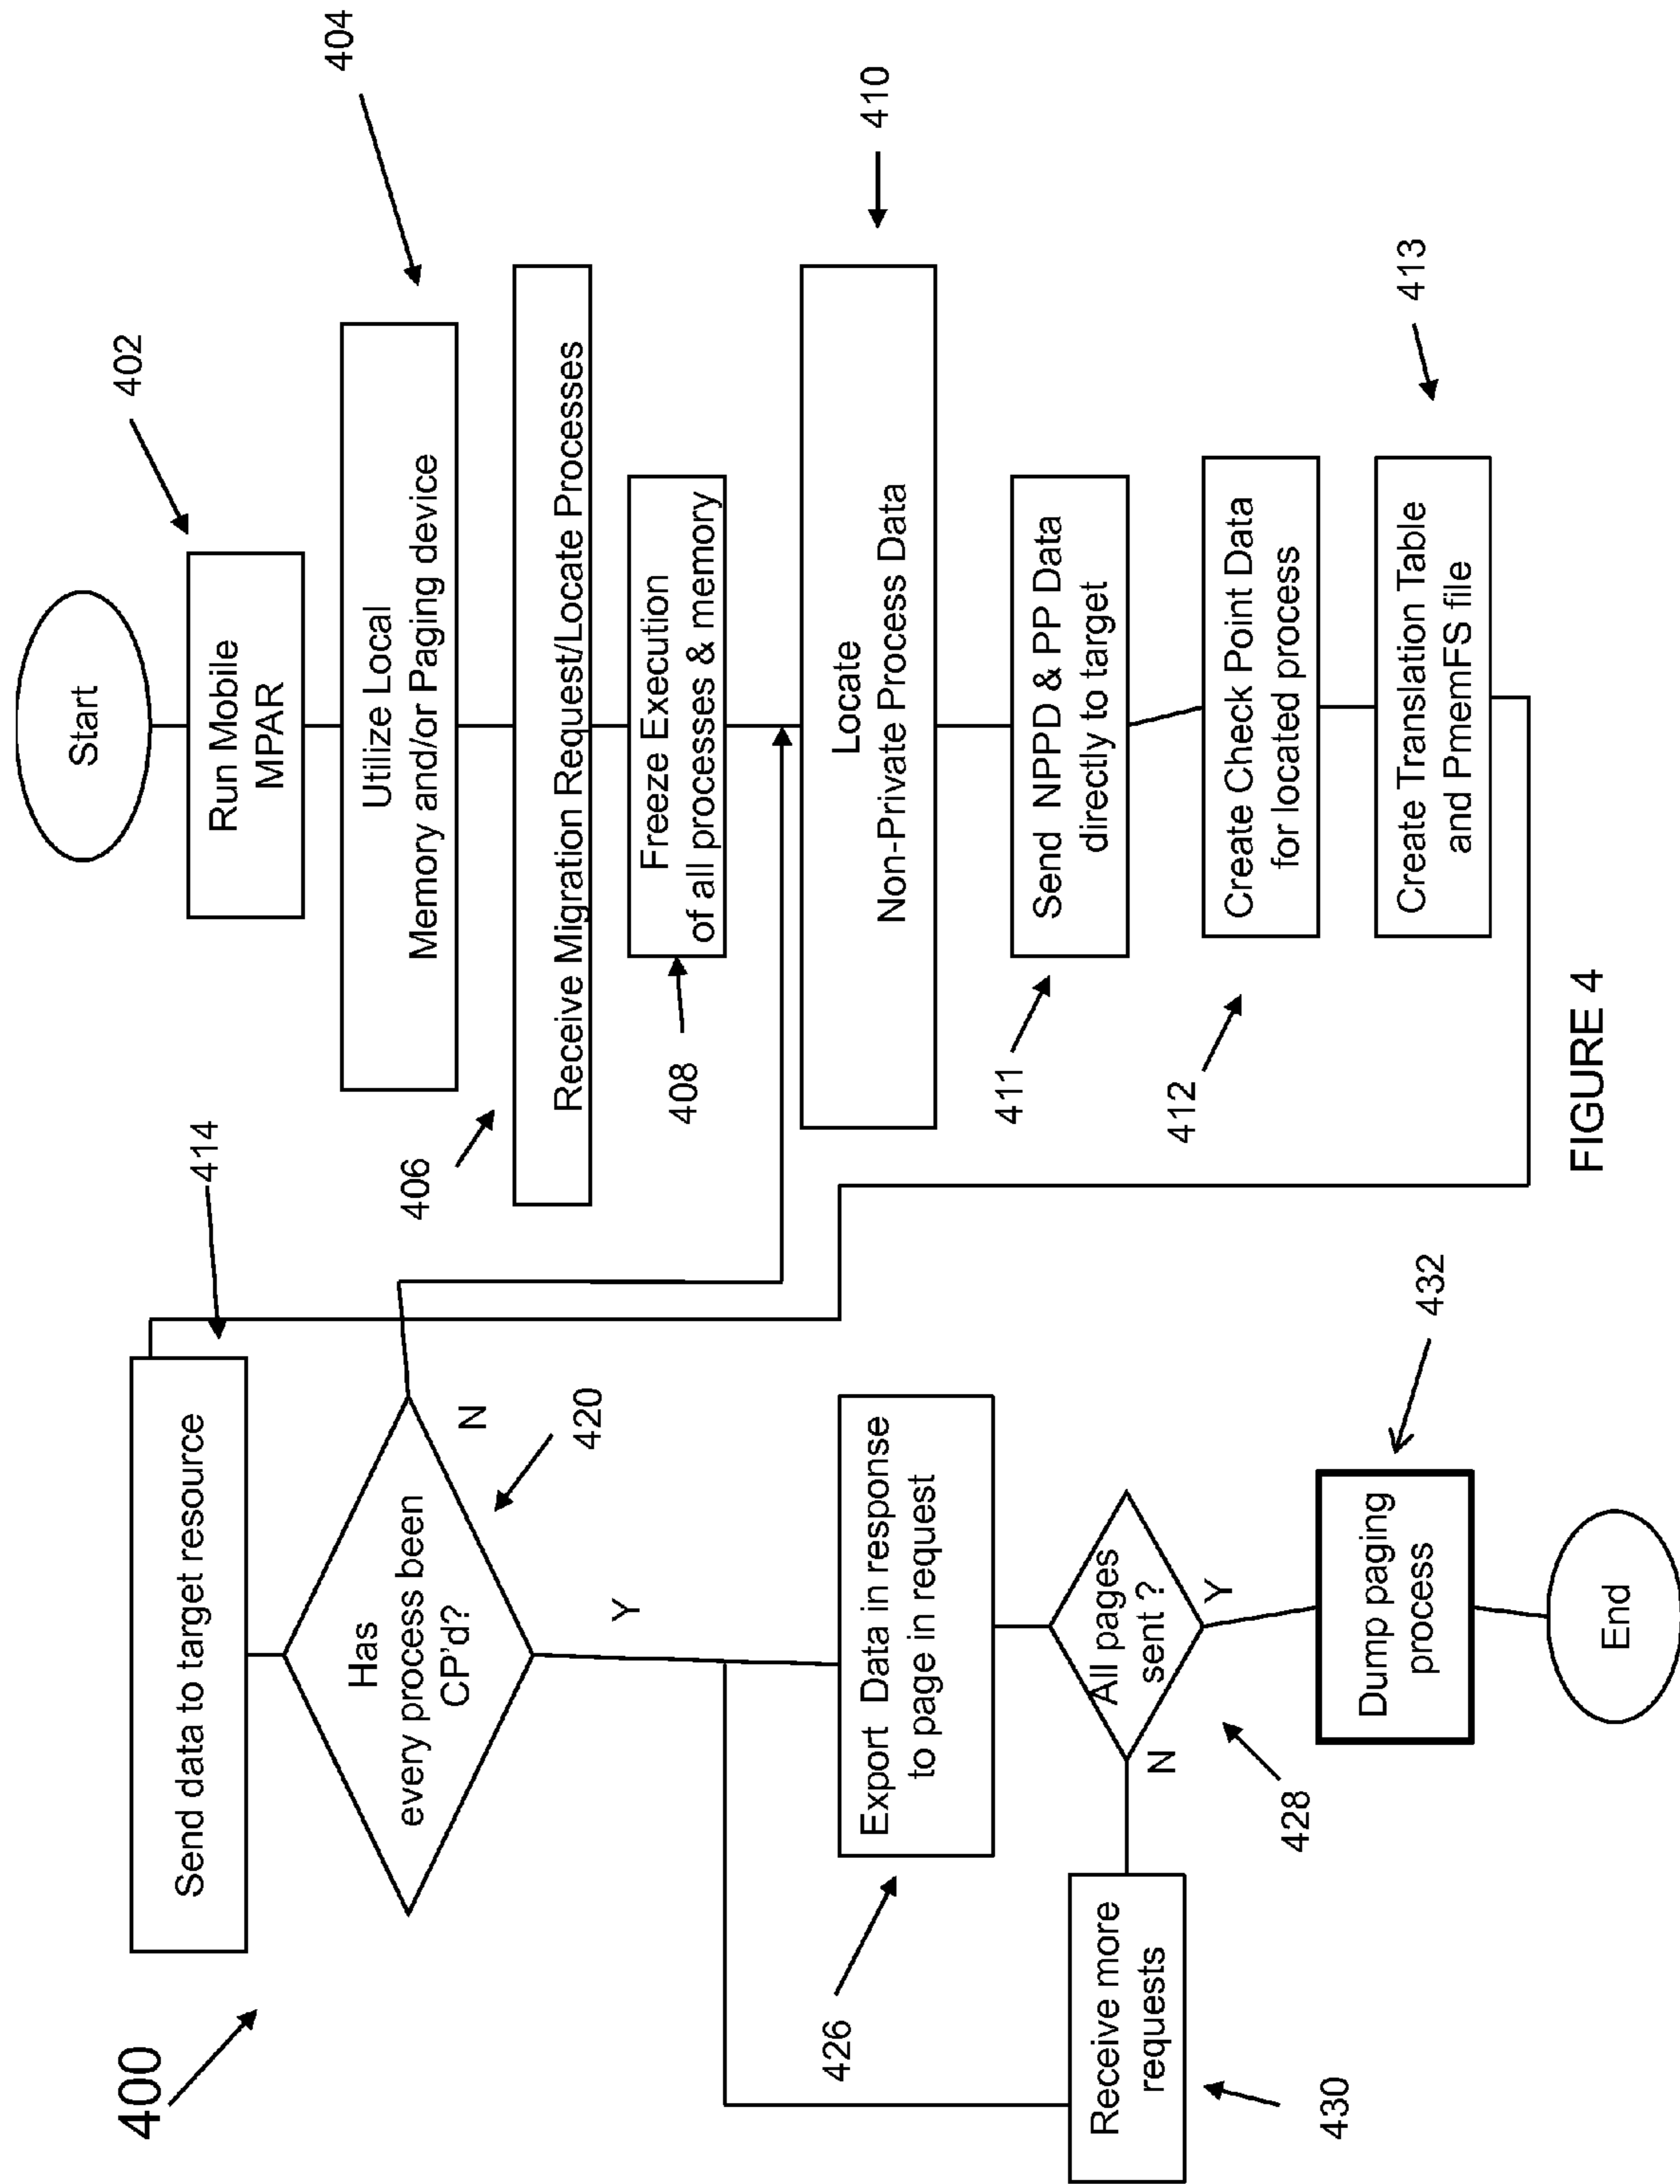 400
Start
Run Mobile
MPAR
402
Utilize Local
Memory and/or Paging device
404
Receive Migration Request/Locate Processes
406
Freeze Execution
of all processes & memory
408
Locate
Non-Private Process Data
410
Send NPPD & PP Data
directly to target
411
Create Check Point Data
for located process
412
Create Translation Table
and PmemFS file
413
Send data to target resource
414
Has
every process been
CP'd?
N
420
Y
Export Data in response
to page in request
426
All pages
sent ?
N
Y
428
Receive more
requests
430
Dump paging
process
432
End
FIGURE 4